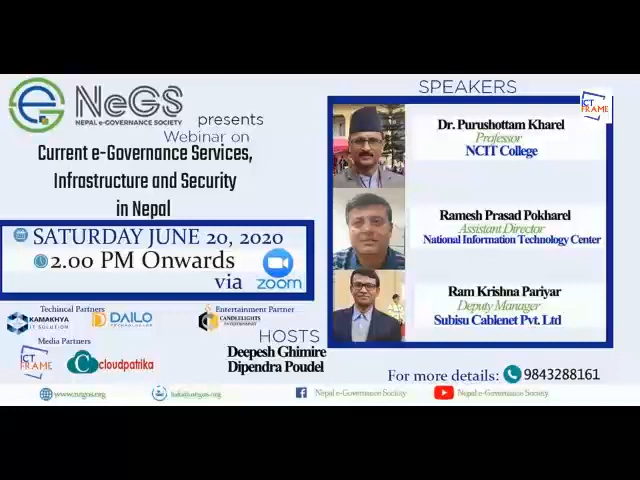 NeGS
NEPAL e-GOVERNANCE SOCIETY
presents
Webinar on
Current e-Governance Services,
Infrastructure and Security
in Nepal
SATURDAY JUNE 20, 2020
2.00 PM Onwards
via zoom
Techincal Partners
KAMAKHYA
IT SOLUTION
DAILO
Entertainment Partner
CANDLELIGHTS
Media Partners
ICT
FRAME
cloudpatrika
HOSTS
Deepesh Ghimire
Dipendra Poudel
SPEAKERS
ICT
FRAME
Dr. Purushottam Kharel
Professor
NCIT College
Ramesh Prasad Pokharel
Assistant Director
National Information Technology Center
Ram Krishna Pariyar
Deputy Manager
Subisu Cablenet Pvt. Ltd
For more details: 9843288161
www.negos.org
Nepal e-Governance Society
Nepal e-Governance Society